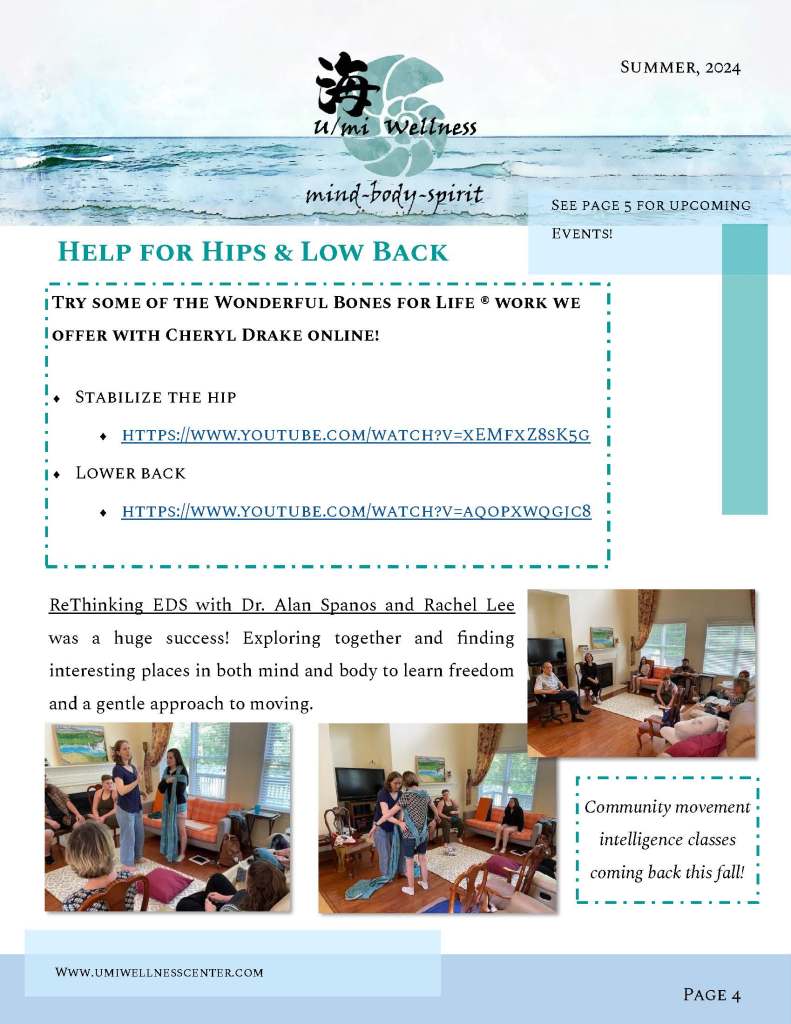 Summer, 2024
海
U/mi Wellness
mind-body-spirit
See page 5 for upcoming
Events!
Help for Hips & Low Back
Try some of the Wonderful Bones for Life ® work we
offer with Cheryl Drake online!
⬧ Stabilize the hip
⬧ https://www.youtube.com/watch?v=xEMfxZ8sK5g
⬧ Lower back
⬧ https://www.youtube.com/watch?v=aqopxwqgjc8
ReThinking EDS with Dr. Alan Spanos and Rachel Lee
was a huge success! Exploring together and finding
interesting places in both mind and body to learn freedom
and a gentle approach to moving.
Community movement
intelligence classes
coming back this fall!
Www.umiwellnesscenter.com
Page 4